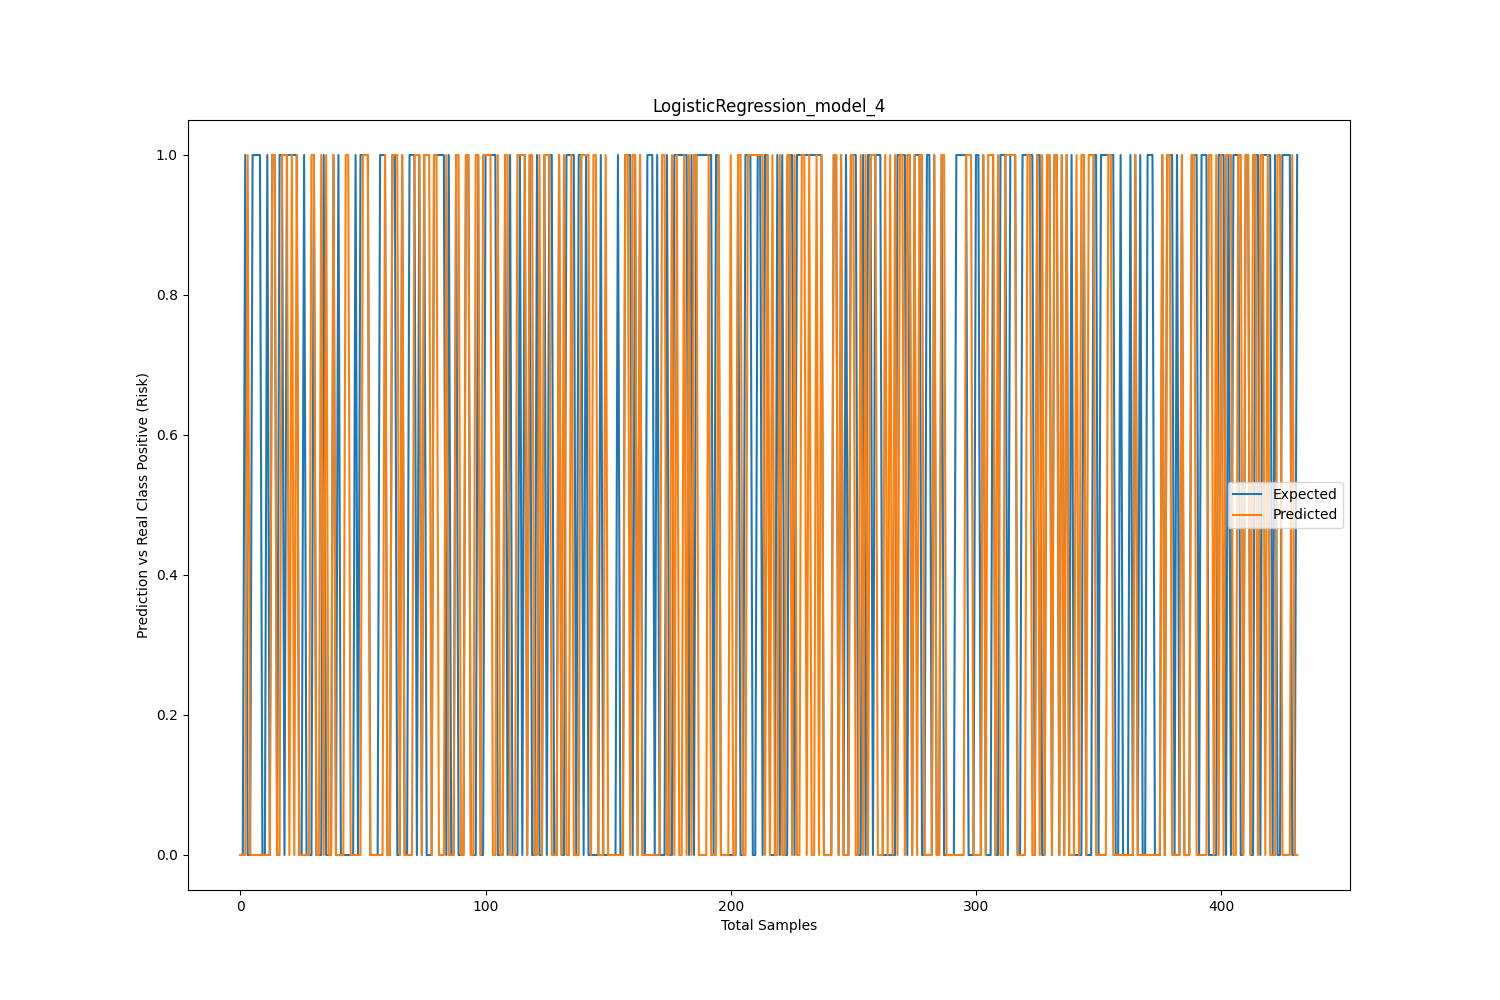 LogisticRegression_model_4
Prediction vs Real Class Positive (Risk)
1.0
0.8
0.6
0.4
0.2
0.0
Expected
Predicted
0 100 200 300 400
Total Samples